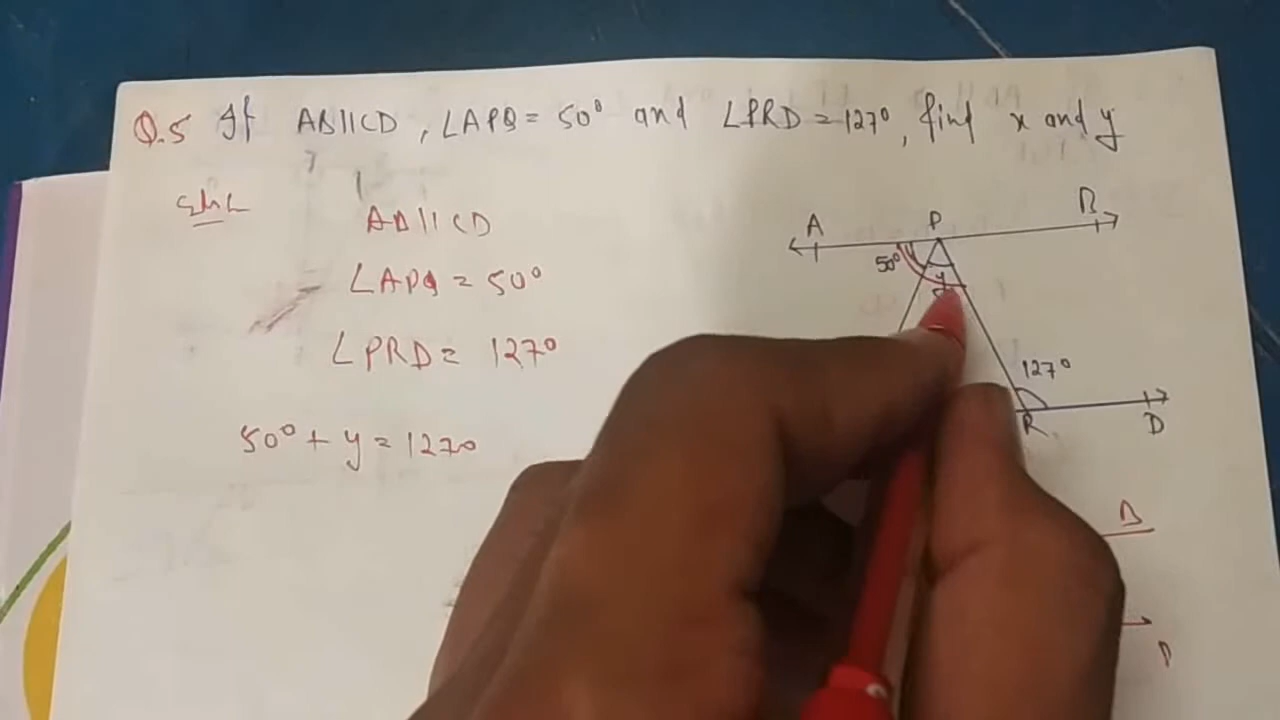 Q.5 If AB||CD, ∠APQ = 50° and ∠PRD = 127°, find x and y
AB||CD
∠APQ = 50°
∠PRD = 127°
50° + y = 127°
A P B
50° y
127°
R D
B